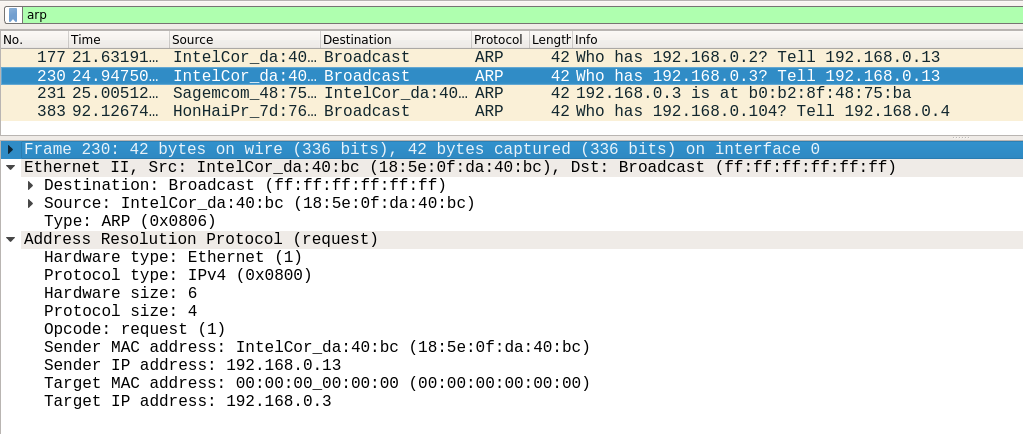 arp
No. Time Source Destination Protocol Length Info
177 21.63191… IntelCor_da:40… Broadcast ARP 42 Who has 192.168.0.2? Tell 192.168.0.13
230 24.94750… IntelCor_da:40… Broadcast ARP 42 Who has 192.168.0.3? Tell 192.168.0.13
231 25.00512… Sagemcom_48:75… IntelCor_da:40… ARP 42 192.168.0.3 is at b0:b2:8f:48:75:ba
383 92.12674… HonHaiPr_7d:76… Broadcast ARP 42 Who has 192.168.0.104? Tell 192.168.0.4
Frame 230: 42 bytes on wire (336 bits), 42 bytes captured (336 bits) on interface 0
Ethernet II, Src: IntelCor_da:40:bc (18:5e:0f:da:40:bc), Dst: Broadcast (ff:ff:ff:ff:ff:ff)
Destination: Broadcast (ff:ff:ff:ff:ff:ff)
Source: IntelCor_da:40:bc (18:5e:0f:da:40:bc)
Type: ARP (0x0806)
Address Resolution Protocol (request)
Hardware type: Ethernet (1)
Protocol type: IPv4 (0x0800)
Hardware size: 6
Protocol size: 4
Opcode: request (1)
Sender MAC address: IntelCor_da:40:bc (18:5e:0f:da:40:bc)
Sender IP address: 192.168.0.13
Target MAC address: 00:00:00_00:00:00 (00:00:00:00:00:00)
Target IP address: 192.168.0.3